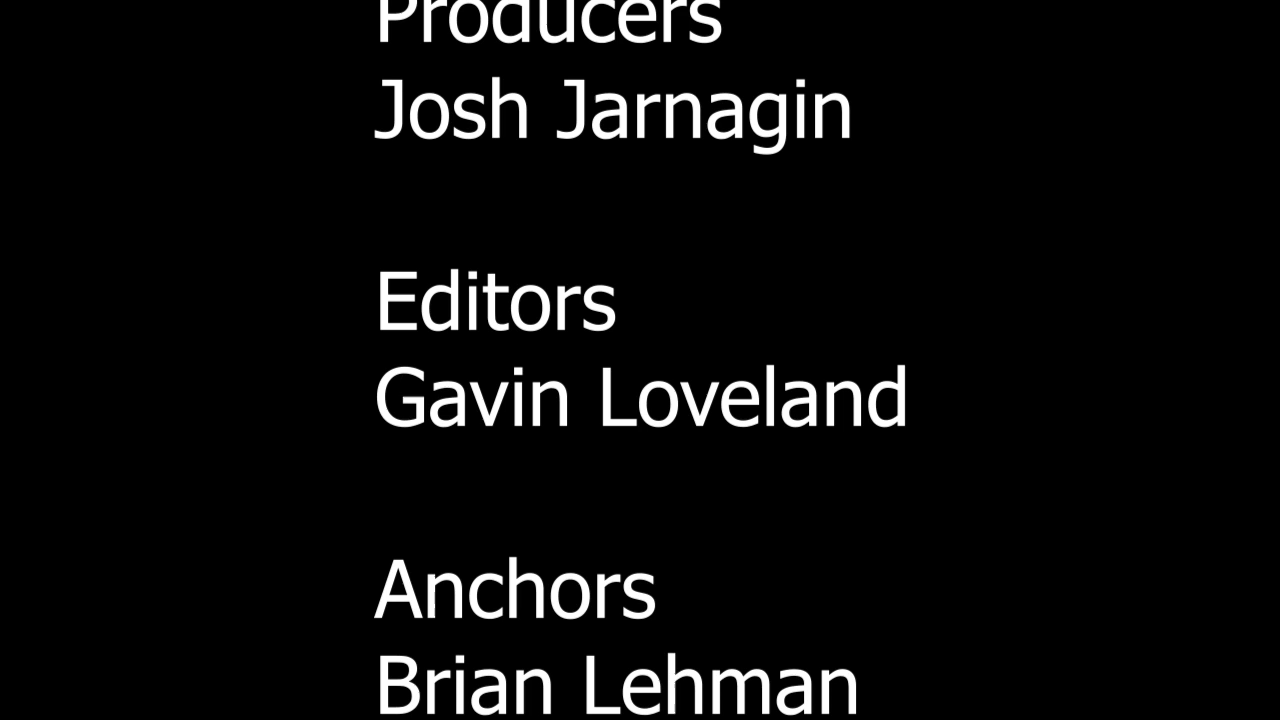 Producers
Josh Jarnagin
Editors
Gavin Loveland
Anchors
Brian Lehman